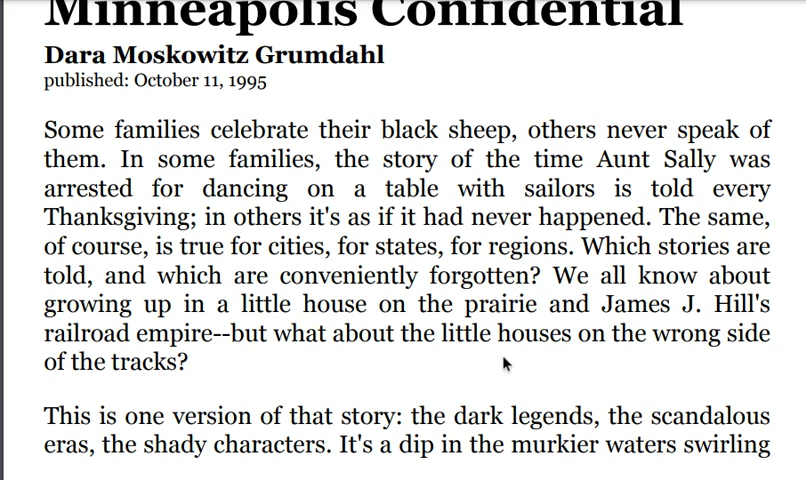 Minneapolis Confidential
Dara Moskowitz Grumdahl
published: October 11, 1995
Some families celebrate their black sheep, others never speak of
them. In some families, the story of the time Aunt Sally was
arrested for dancing on a table with sailors is told every
Thanksgiving; in others it's as if it had never happened. The same,
of course, is true for cities, for states, for regions. Which stories are
told, and which are conveniently forgotten? We all know about
growing up in a little house on the prairie and James J. Hill's
railroad empire--but what about the little houses on the wrong side
of the tracks?
This is one version of that story: the dark legends, the scandalous
eras, the shady characters. It's a dip in the murkier waters swirling